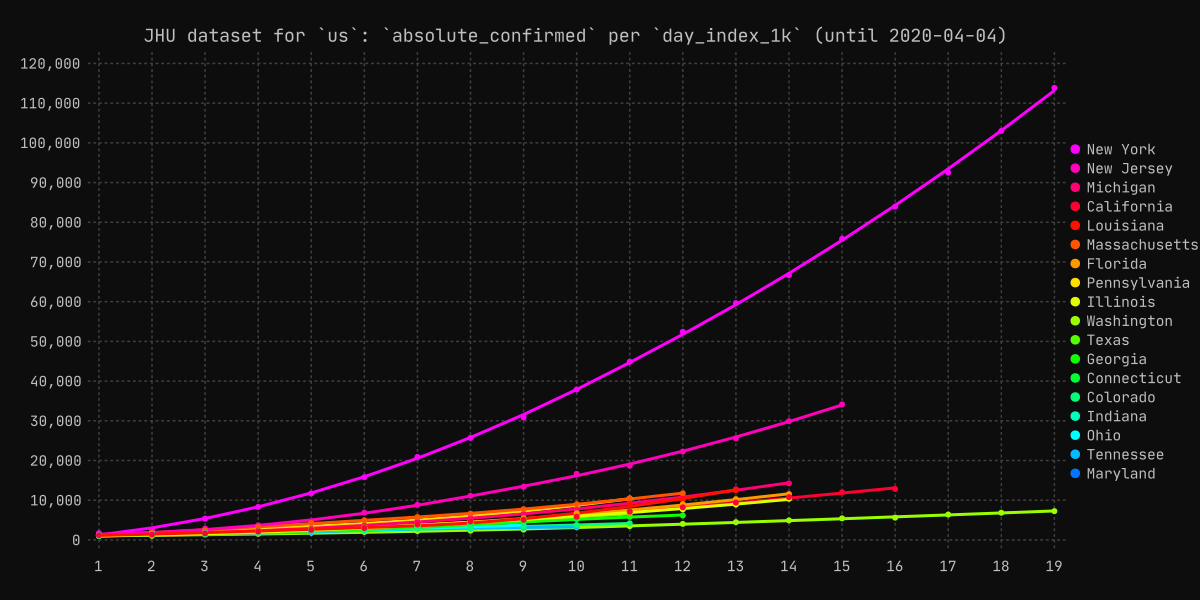 JHU dataset for `us`: `absolute_confirmed` per `day_index_1k` (until 2020-04-04)
120,000
110,000
100,000
90,000
80,000
70,000
60,000
50,000
40,000
30,000
20,000
10,000
0
1 2 3 4 5 6 7 8 9 10 11 12 13 14 15 16 17 18 19
New York
New Jersey
Michigan
California
Louisiana
Massachusetts
Florida
Pennsylvania
Illinois
Washington
Texas
Georgia
Connecticut
Colorado
Indiana
Ohio
Tennessee
Maryland